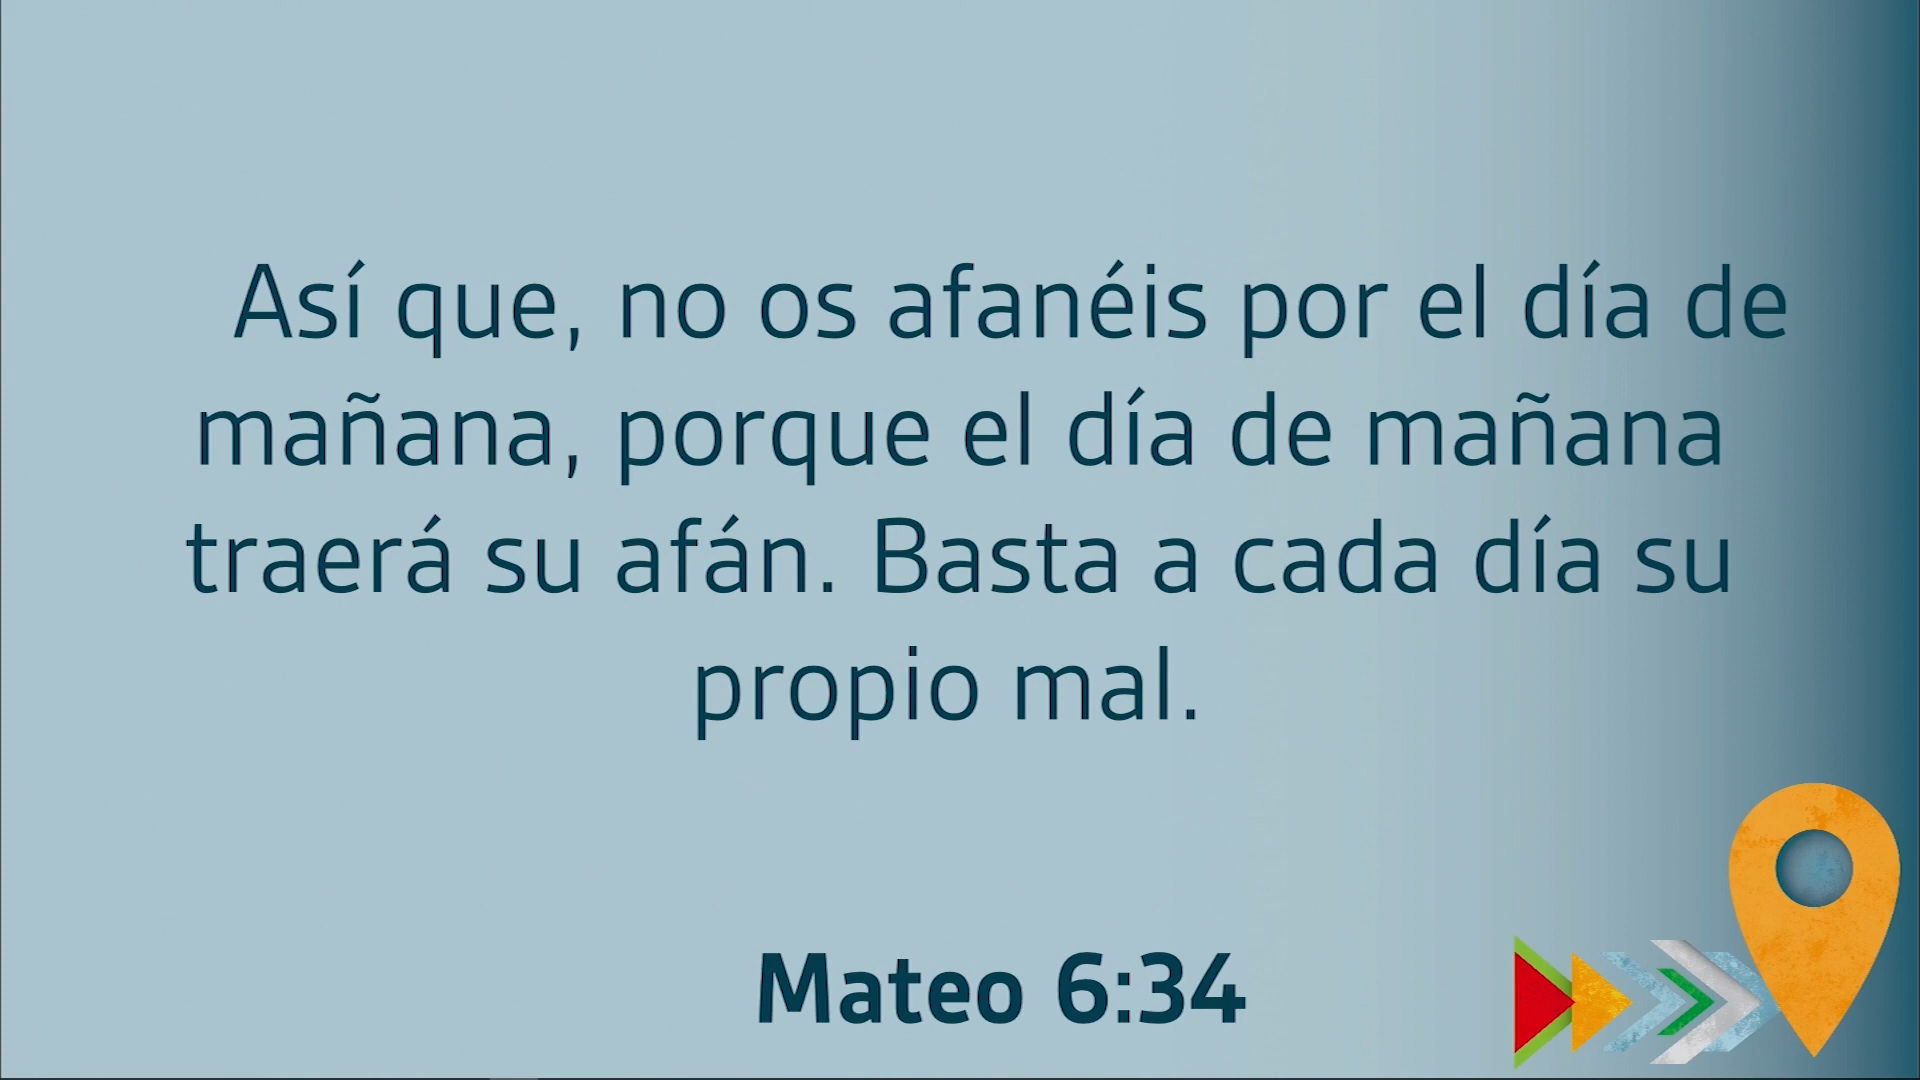 Así que, no os afanéis por el día de
mañana, porque el día de mañana
traerá su afán. Basta a cada día su
propio mal.
Mateo 6:34